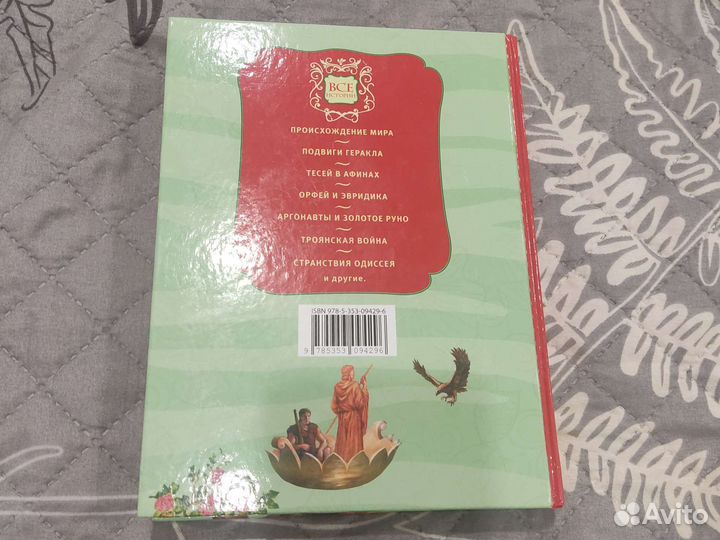 ВСЕ
ИСТОРИИ
ПРОИСХОЖДЕНИЕ МИРА
ПОДВИГИ ГЕРАКЛА
ТЕСЕЙ В АФИНАХ
ОРФЕЙ И ЭВРИДИКА
АРГОНАВТЫ И ЗОЛОТОЕ РУНО
ТРОЯНСКАЯ ВОЙНА
СТРАНСТВИЯ ОДИССЕЯ
и другие.
ISBN 978-5-353-09429-6
9 785353 094296
Avito